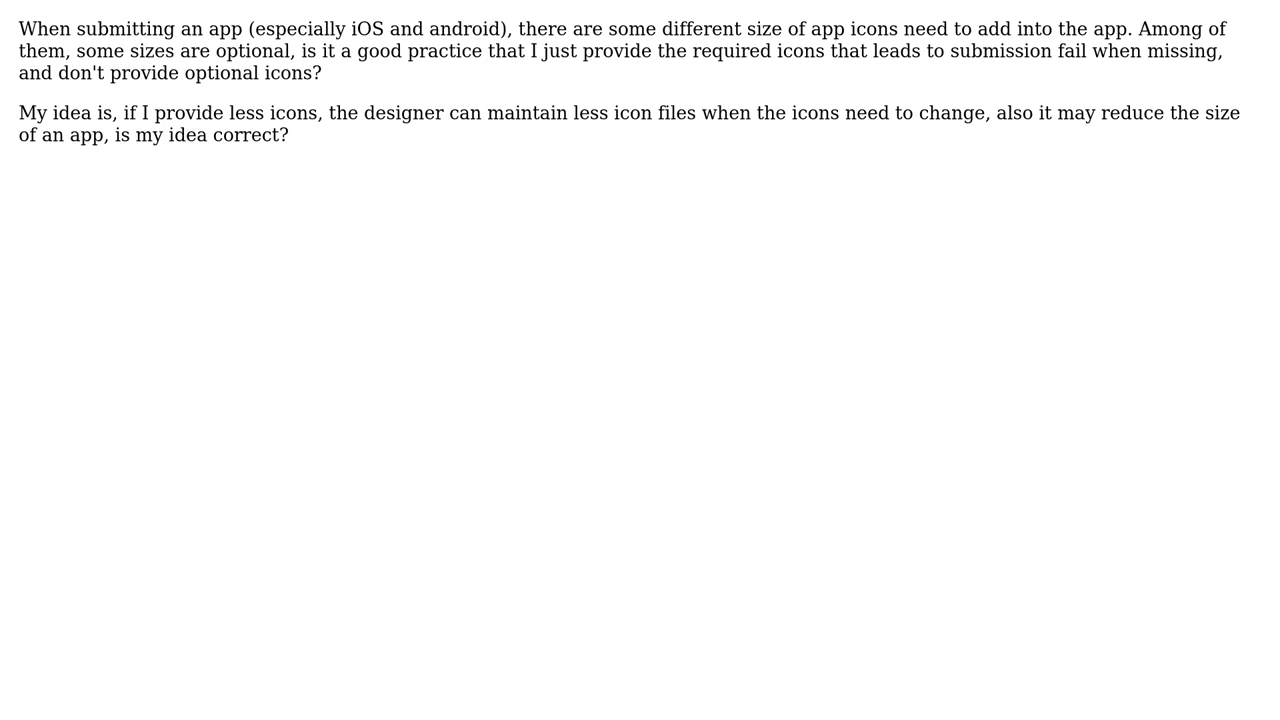 When submitting an app (especially iOS and android), there are some different size of app icons need to add into the app. Among of
them, some sizes are optional, is it a good practice that I just provide the required icons that leads to submission fail when missing,
and don't provide optional icons?
My idea is, if I provide less icons, the designer can maintain less icon files when the icons need to change, also it may reduce the size
of an app, is my idea correct?